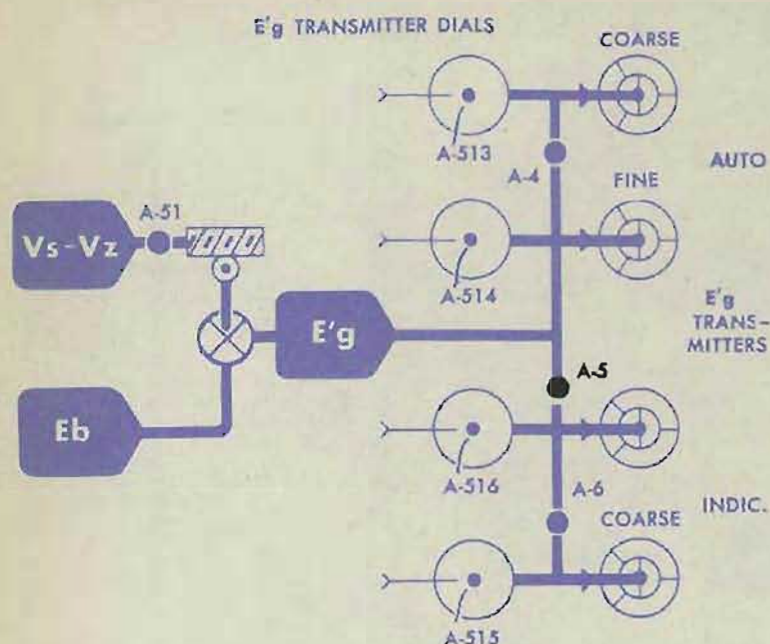 E'g TRANSMITTER DIALS
COARSE
A-513
A-4
AUTO
FINE
A-51
Vs-Vz
A-514
E'g
TRANS-
MITTERS
E'g
A-5
Eb
A-516
A-6
INDIC.
COARSE
A-515